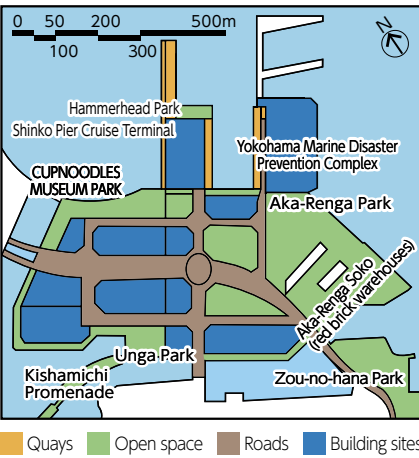 0 50 200 500m
100 300
N
Hammerhead Park
Shinko Pier Cruise Terminal
Yokohama Marine Disaster
Prevention Complex
CUPNOODLES
MUSEUM PARK
Aka-Renga Park
Aka-Renga Soko
(red brick warehouses)
Unga Park
Kishamichi
Promenade
Zou-no-hana Park
Quays Open space Roads Building sites